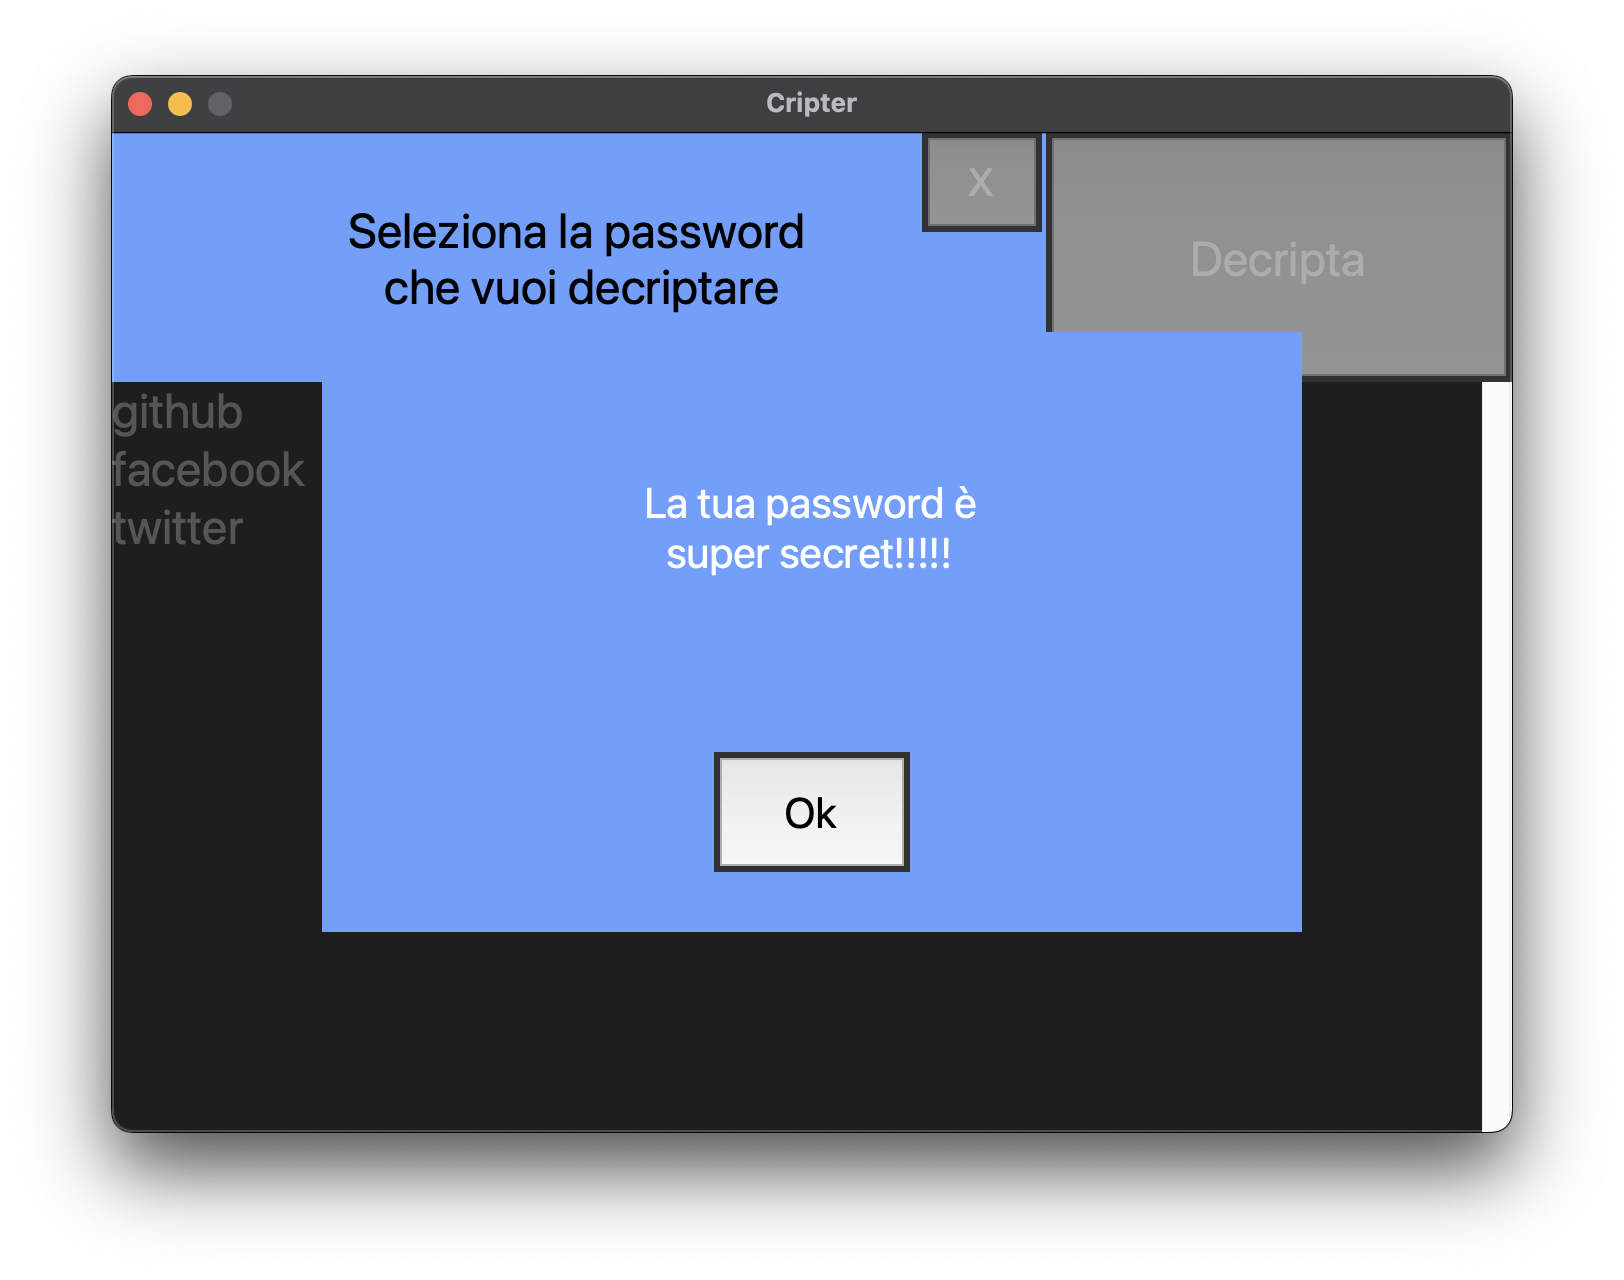 Cripter
X
Seleziona la password
che vuoi decriptare
Decripta
github
facebook
twitter
La tua password è
super secret!!!!!
Ok